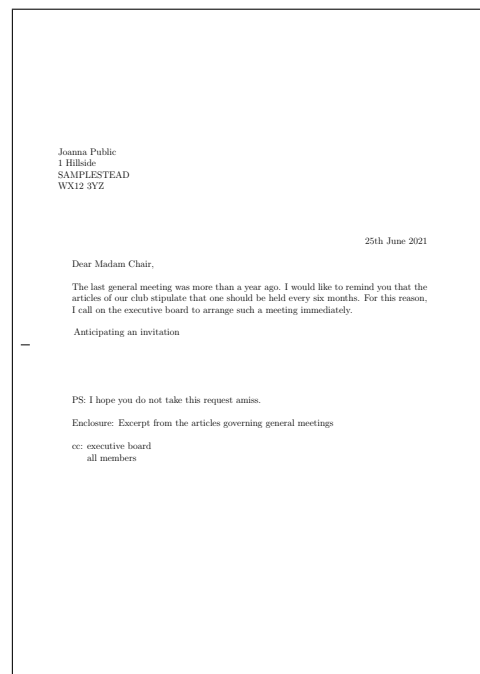 Joanna Public
1 Hillside
SAMPLESTEAD
WX12 3YZ
25th June 2021
Dear Madam Chair,
The last general meeting was more than a year ago. I would like to remind you that the
articles of our club stipulate that one should be held every six months. For this reason,
I call on the executive board to arrange such a meeting immediately.
Anticipating an invitation
PS: I hope you do not take this request amiss.
Enclosure: Excerpt from the articles governing general meetings
cc: executive board
all members